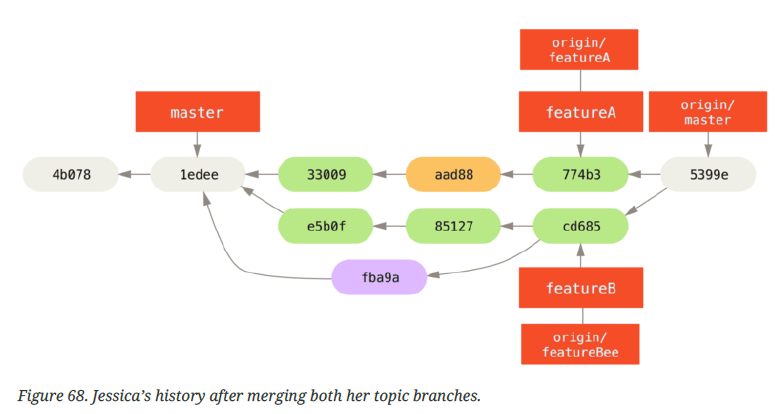 origin/
featureA
master
featureA
origin/
master
4b078
1edee
33009
aad88
774b3
5399e
e5b0f
85127
cd685
fba9a
featureB
origin/
featureBee
Figure 68. Jessica’s history after merging both her topic branches.